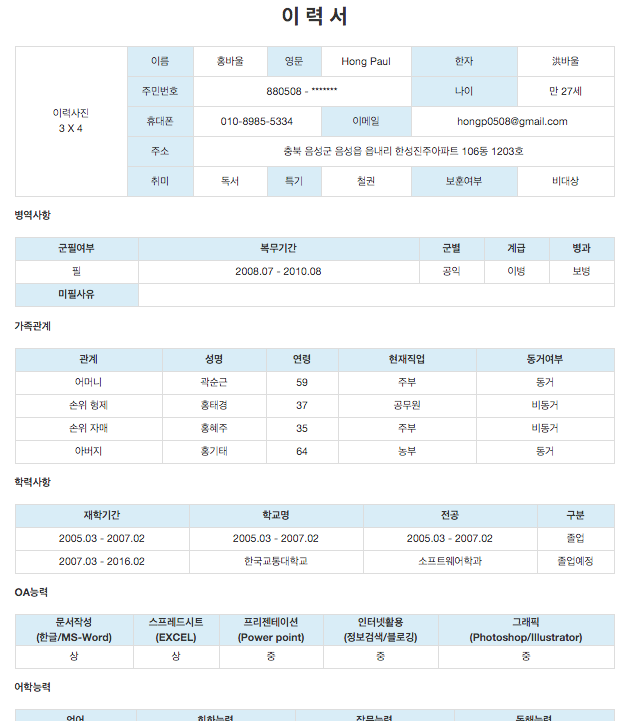 이 력 서
이력사진
3 X 4
이름 홍바울 영문 Hong Paul 한자 洪바울
주민번호 880508 - ******* 나이 만 27세
휴대폰 010-8985-5334 이메일 hongp0508@gmail.com
주소 충북 음성군 음성읍 읍내리 한성진주아파트 106동 1203호
취미 독서 특기 철권 보훈여부 비대상
병역사항
군필여부 복무기간 군별 계급 병과
필 2008.07 - 2010.08 공익 이병 보병
미필사유
가족관계
관계 성명 연령 현재직업 동거여부
어머니 곽순근 59 주부 동거
손위 형제 홍태경 37 공무원 비동거
손위 자매 홍혜주 35 주부 비동거
아버지 홍기태 64 농부 동거
학력사항
재학기간 학교명 전공 구분
2005.03 - 2007.02 2005.03 - 2007.02 2005.03 - 2007.02 졸업
2007.03 - 2016.02 한국교통대학교 소프트웨어학과 졸업예정
OA능력
문서작성 스프레드시트 프리젠테이션 인터넷활용 그래픽
(한글/MS-Word) (EXCEL) (Power point) (정보검색/블로깅) (Photoshop/Illustrator)
상 상 중 중 중
어학능력
언어 회화능력 작문능력 독해능력